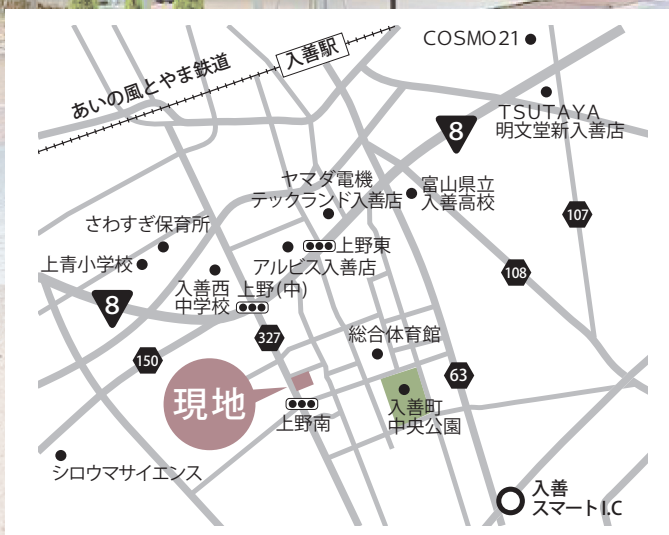 COSMO21
入善駅
あいの風とやま鉄道
TSUTAYA
明文堂新入善店
8
ヤマダ電機
テックランド入善店
富山県立
入善高校
107
さわすぎ保育所
上野東
上青小学校
アルビス入善店
108
入善西
中学校
上野(中)
8
327
総合体育館
150
63
現地
入善町
中央公園
上野南
シロウマサイエンス
入善
スマートI.C